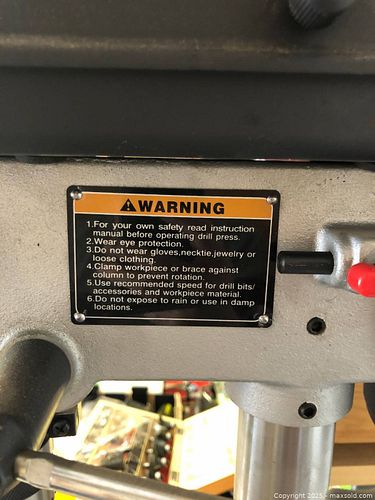 WARNING
1.For your own safety read instruction
manual before operating drill press.
2.Wear eye protection.
3.Do not wear gloves,necktie,jewelry or
loose clothing.
4.Clamp workpiece or brace against
column to prevent rotation.
5.Use recommended speed for drill bits/
accessories and workpiece material.
6.Do not expose to rain or use in damp
locations.
Copyright 2025 - maxsold.com